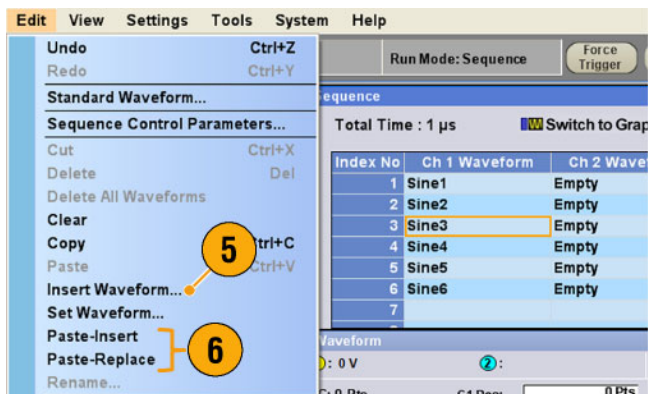 Edit View Settings Tools System Help
Undo Ctrl+Z
Redo Ctrl+Y
Standard Waveform...
Sequence Control Parameters...
Cut Ctrl+X
Delete Del
Delete All Waveforms
Clear
Copy Ctrl+C
Paste Ctrl+V
Insert Waveform...
Set Waveform...
Paste-Insert
Paste-Replace
Rename...
5
6
Run Mode: Sequence
Force
Trigger
equence
Total Time : 1 µs Switch to Grap
Index No Ch 1 Waveform Ch 2 Wave
1 Sine1 Empty
2 Sine2 Empty
3 Sine3 Empty
4 Sine4 Empty
5 Sine5 Empty
6 Sine6 Empty
7
Waveform
: 0 V 2 :
0 Pts